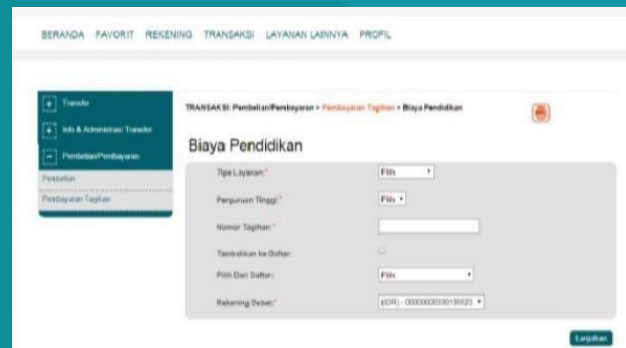 BERANDA FAVORIT REKENING TRANSAKSI LAYANAN LAINNYA PROFIL
+ Transfer
+ Info & Administrasi Transfer
− Pembelian/Pembayaran
Pembelian
Pembayaran Tagihan
TRANSAKSI: Pembelian/Pembayaran > Pembayaran Tagihan > Biaya Pendidikan
Biaya Pendidikan
Tipe Layanan:* Pilih
Perguruan Tinggi:* Pilih
Nomor Tagihan:*
Tambahkan ke Daftar:
Pilih Dari Daftar: Pilih
Rekening Debet:* (IDR) -
Lanjutkan